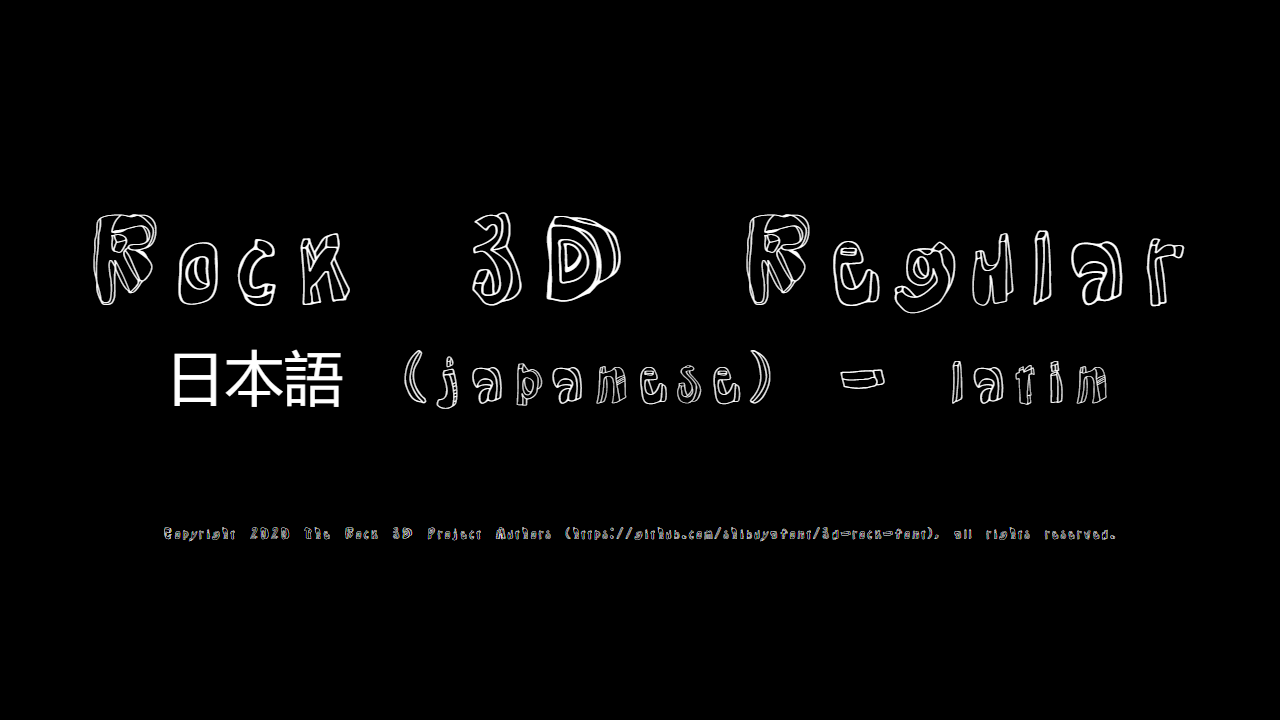 Rock 3D Regular
日本語 (japanese) - latin
Copyright 2020 The Rock 3D Project Authors (https://github.com/shibuyafont/3d-rock-font), all rights reserved.